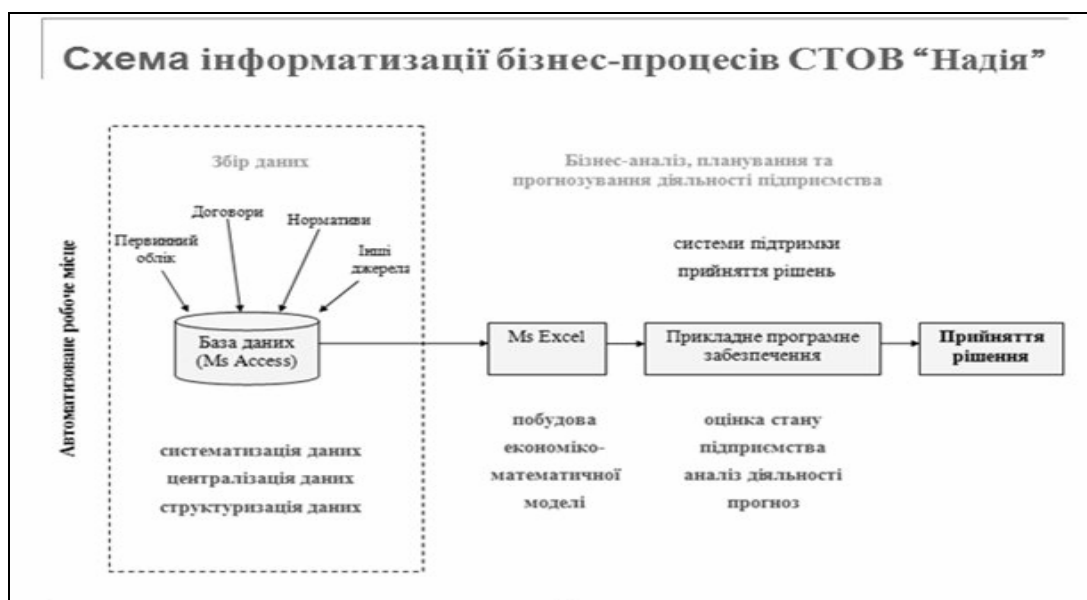 Схема інформатизації бізнес-процесів СТОВ “Надія”
Автоматизоване робоче місце
Збір даних
Договори
Нормативи
Первинний
облік
Інші
джерела
База даних
(Ms Access)
систематизація даних
централізація даних
структуризація даних
Бізнес-аналіз, планування та
прогнозування діяльності підприємства
системи підтримки
прийняття рішень
Ms Excel
Прикладне програмне
забезпечення
Прийняття
рішення
побудова
економіко-
математичної
моделі
оцінка стану
підприємства
аналіз діяльності
прогноз